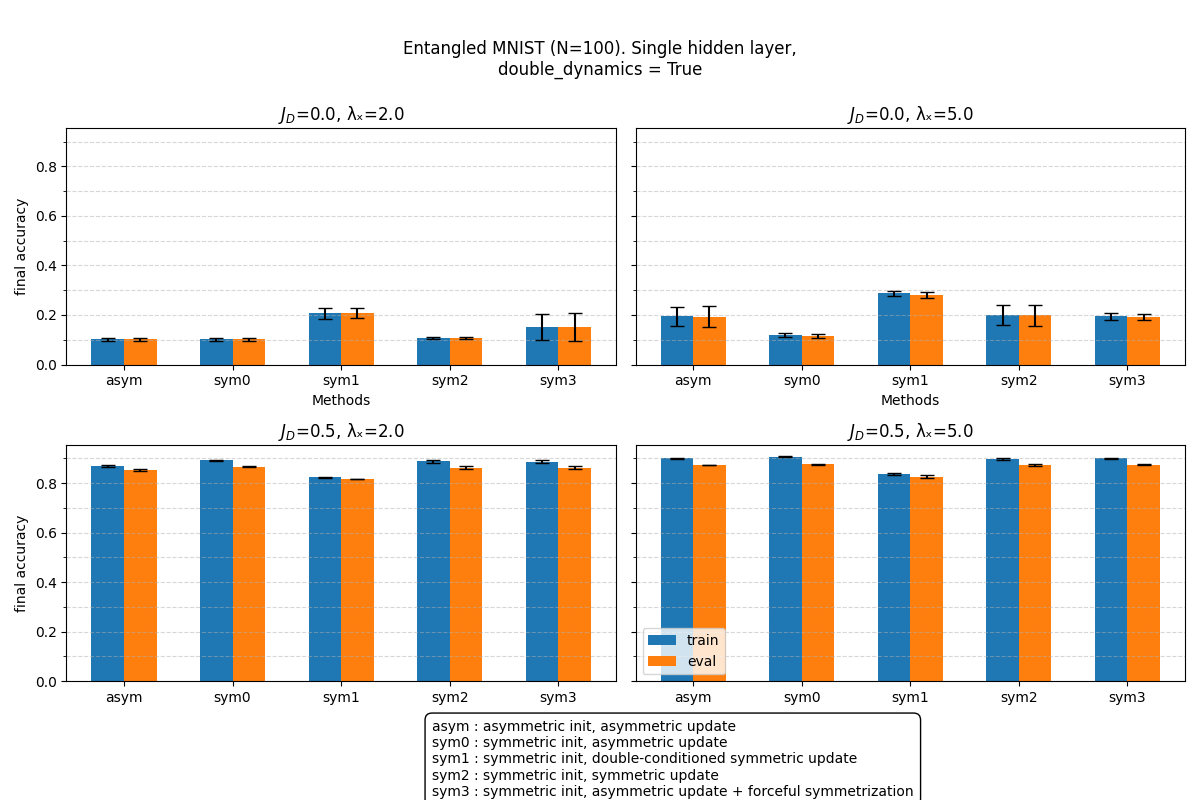 Entangled MNIST (N=100). Single hidden layer,
double_dynamics = True
J_D=0.0, λₓ=2.0
J_D=0.0, λₓ=5.0
final accuracy
0.8
0.6
0.4
0.2
0.0
asym sym0 sym1 sym2 sym3
Methods
asym sym0 sym1 sym2 sym3
Methods
J_D=0.5, λₓ=2.0
J_D=0.5, λₓ=5.0
final accuracy
0.8
0.6
0.4
0.2
0.0
asym sym0 sym1 sym2 sym3
train
eval
asym sym0 sym1 sym2 sym3
asym : asymmetric init, asymmetric update
sym0 : symmetric init, asymmetric update
sym1 : symmetric init, double-conditioned symmetric update
sym2 : symmetric init, symmetric update
sym3 : symmetric init, asymmetric update + forceful symmetrization